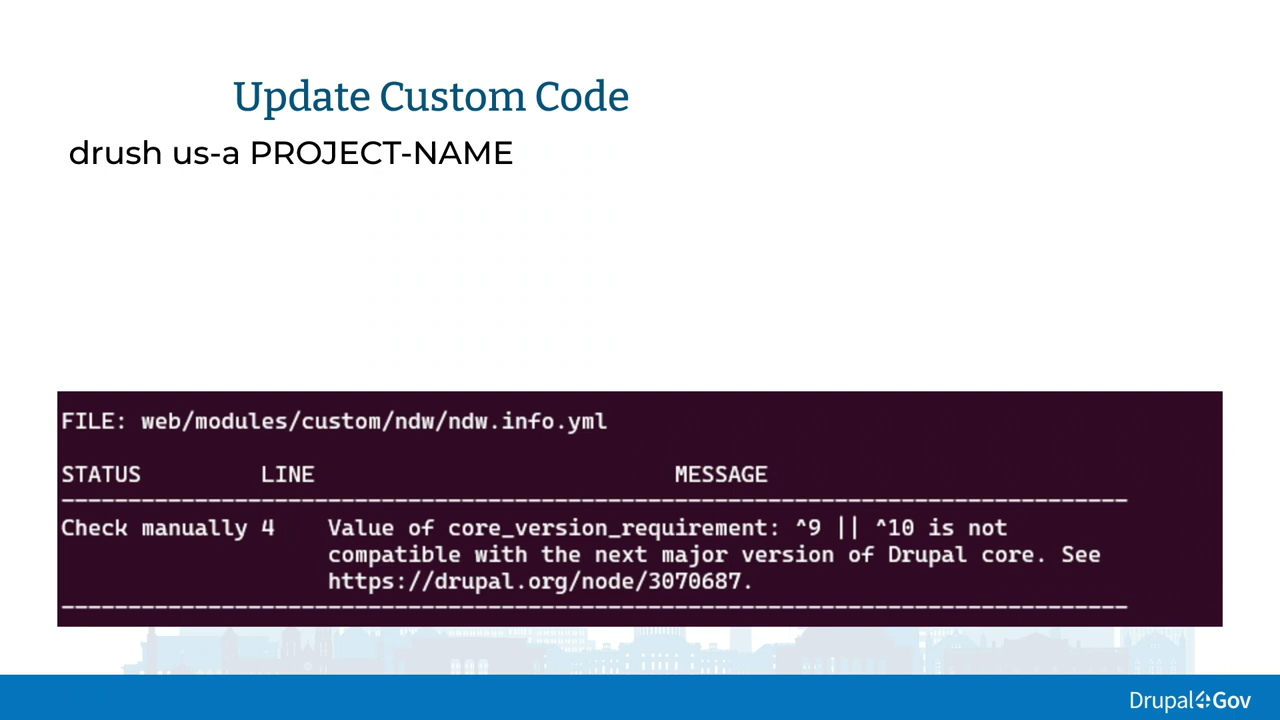 Update Custom Code
drush us-a PROJECT-NAME
FILE: web/modules/custom/ndw/ndw.info.yml
STATUS LINE MESSAGE
Check manually 4 Value of core_version_requirement: ^9 || ^10 is not
compatible with the next major version of Drupal core. See
https://drupal.org/node/3070687.
Drupal4Gov